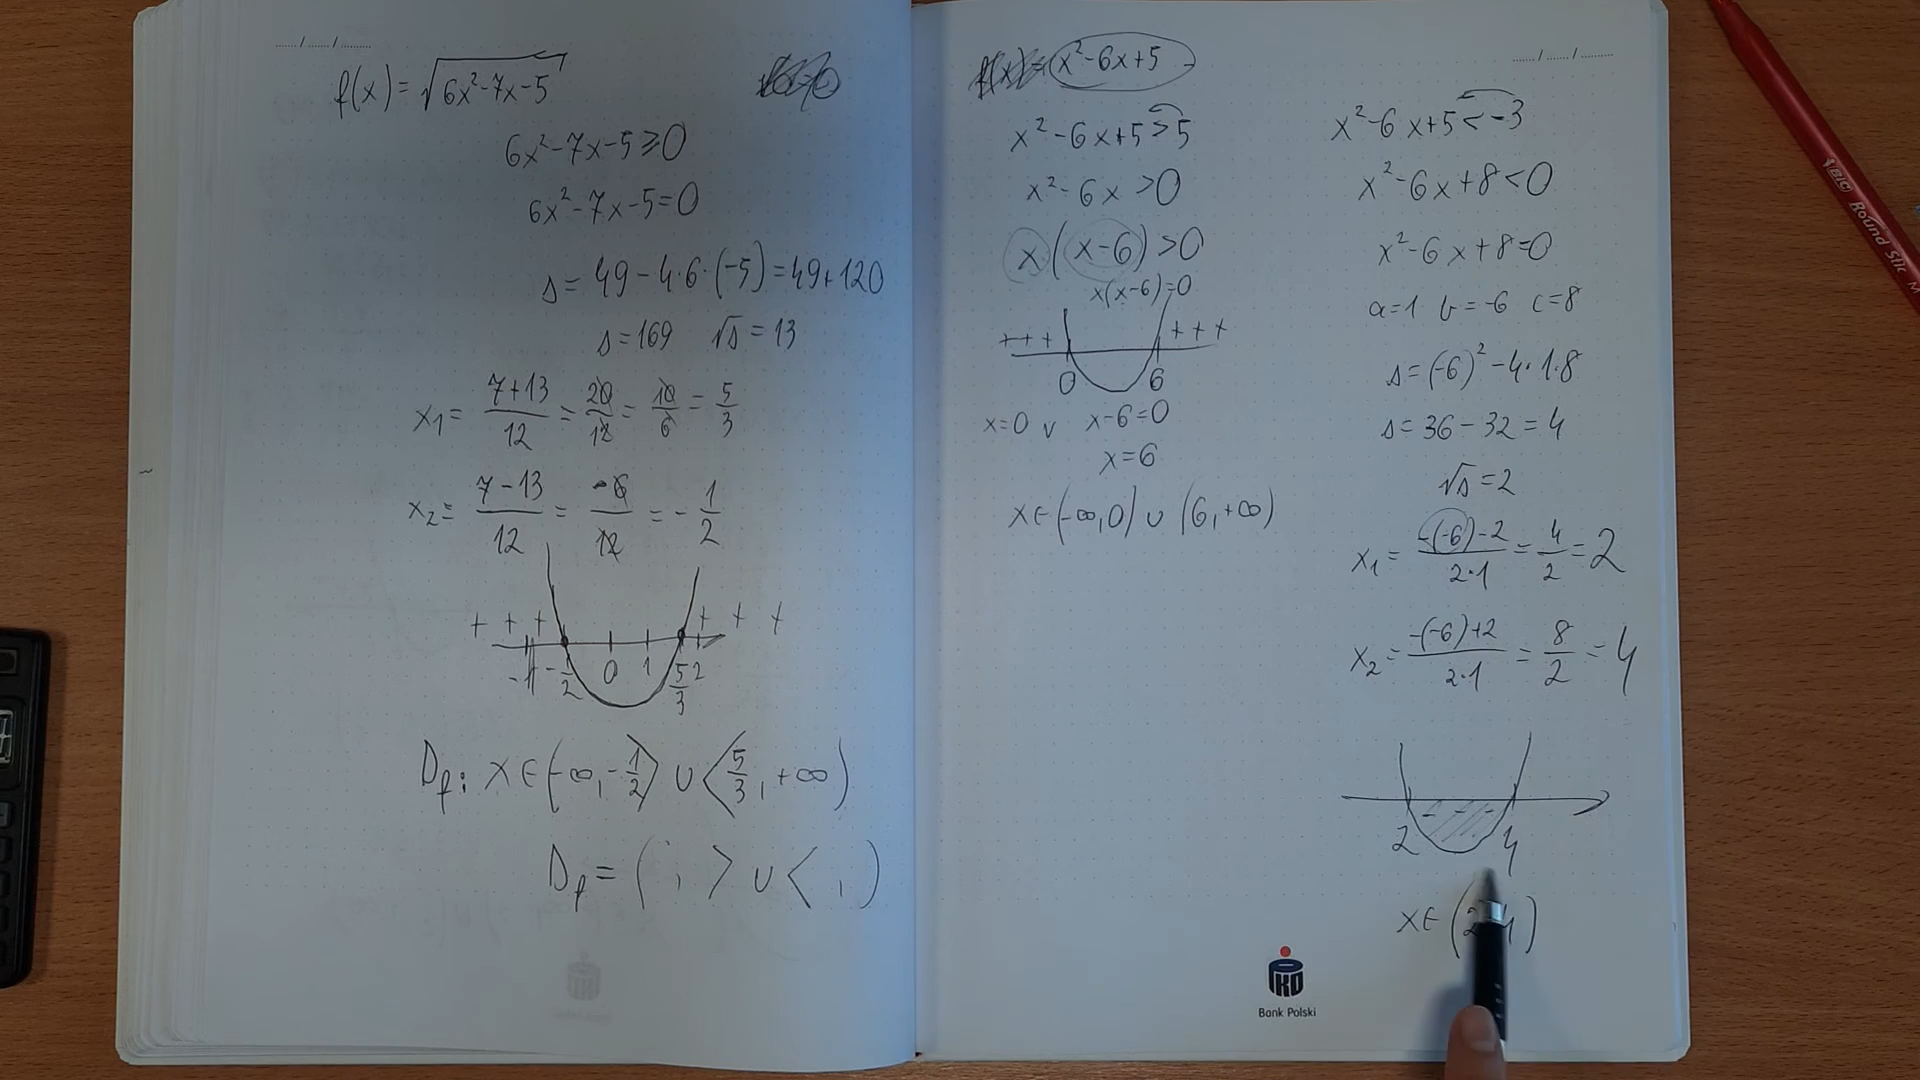 ....../....../.........
f(x) = √6x²-7x-5
6x²-7x-5 ≥ 0
6x²-7x-5=0
Δ = 49 - 4·6·(-5) = 49+120
Δ = 169 √Δ = 13
x₁ = 7+13/12 = 20/12 = 10/6 = 5/3
x₂ = 7-13/12 = -6/12 = -1/2
+ + + + + +
-1 -1/2 0 1 5/3 2
D_f: x∈(-∞,-1/2⟩ ∪ ⟨5/3,+∞)
D_f = ( , ⟩ ∪ ⟨ , )
x²-6x+5
x²-6x+5>5
x²-6x>0
x(x-6)>0
x(x-6)=0
+++ +++
0 6
x=0 v x-6=0
x=6
x∈(-∞,0) ∪ (6,+∞)
....../....../.........
x²-6x+5<-3
x²-6x+8<0
x²-6x+8=0
a=1 b=-6 c=8
Δ=(-6)²-4·1·8
Δ=36-32=4
√Δ=2
x₁ = -(-6)-2/2·1 = 4/2 = 2
x₂ = -(-6)+2/2·1 = 8/2 = 4
- - - -
2 4
x∈(2 4)
PKO
Bank Polski
BIC Round Stic M